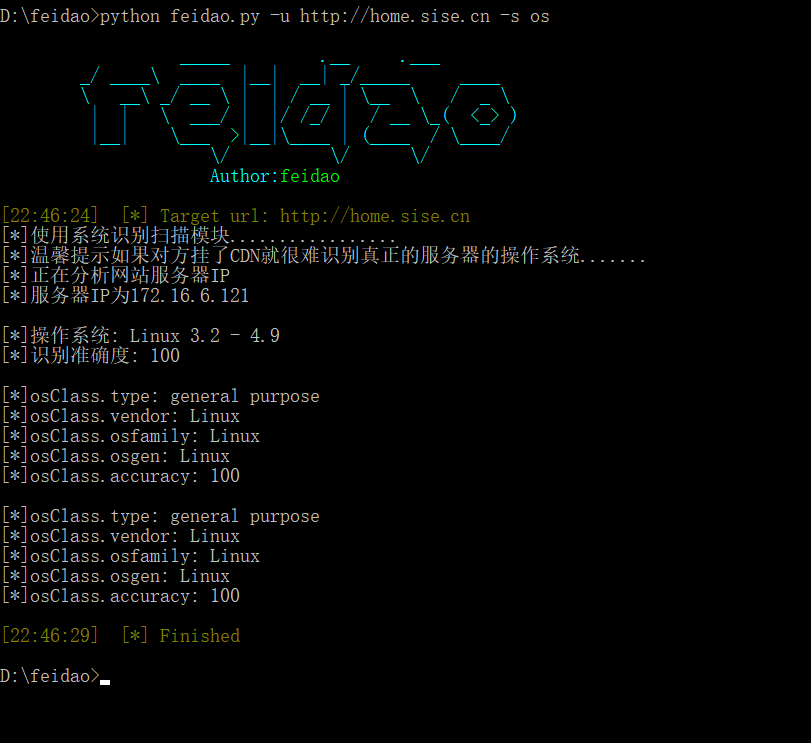 D:\feidao>python feidao.py -u http://home.sise.cn -s os
feidao
Author:feidao
[22:46:24] [*] Target url: http://home.sise.cn
[*]使用系统识别扫描模块.................
[*]温馨提示如果对方挂了CDN就很难识别真正的服务器的操作系统.......
[*]正在分析网站服务器IP
[*]服务器IP为172.16.6.121
[*]操作系统: Linux 3.2 - 4.9
[*]识别准确度: 100
[*]osClass.type: general purpose
[*]osClass.vendor: Linux
[*]osClass.osfamily: Linux
[*]osClass.osgen: Linux
[*]osClass.accuracy: 100
[*]osClass.type: general purpose
[*]osClass.vendor: Linux
[*]osClass.osfamily: Linux
[*]osClass.osgen: Linux
[*]osClass.accuracy: 100
[22:46:29] [*] Finished
D:\feidao>